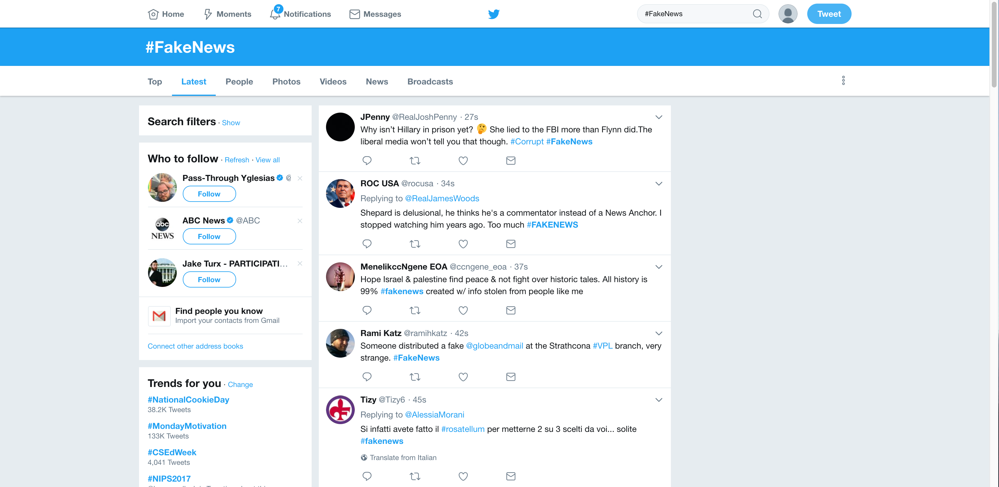 Home
Moments
7
Notifications
Messages
#FakeNews
Tweet
#FakeNews
Top
Latest
People
Photos
Videos
News
Broadcasts
Search filters · Show
Who to follow · Refresh · View all
Pass-Through Yglesias @
Follow
abc
NEWS
ABC News @ABC
Follow
Jake Turx - PARTICIPATI...
Follow
Find people you know
Import your contacts from Gmail
Connect other address books
Trends for you · Change
#NationalCookieDay
38.2K Tweets
#MondayMotivation
133K Tweets
#CSEdWeek
4,041 Tweets
#NIPS2017
JPenny @RealJoshPenny · 27s
Why isn’t Hillary in prison yet? 🤔 She lied to the FBI more than Flynn did.The
liberal media won’t tell you that though. #Corrupt #FakeNews
ROC USA @rocusa · 34s
Replying to @RealJamesWoods
Shepard is delusional, he thinks he's a commentator instead of a News Anchor. I
stopped watching him years ago. Too much #FAKENEWS
MenelikccNgene EOA @ccngene_eoa · 37s
Hope Israel & palestine find peace & not fight over historic tales. All history is
99% #fakenews created w/ info stolen from people like me
Rami Katz @ramihkatz · 42s
Someone distributed a fake @globeandmail at the Strathcona #VPL branch, very
strange. #FakeNews
Tizy @Tizy6 · 45s
Replying to @AlessiaMorani
Si infatti avete fatto il #rosatellum per metterne 2 su 3 scelti da voi... solite
#fakenews
Translate from Italian